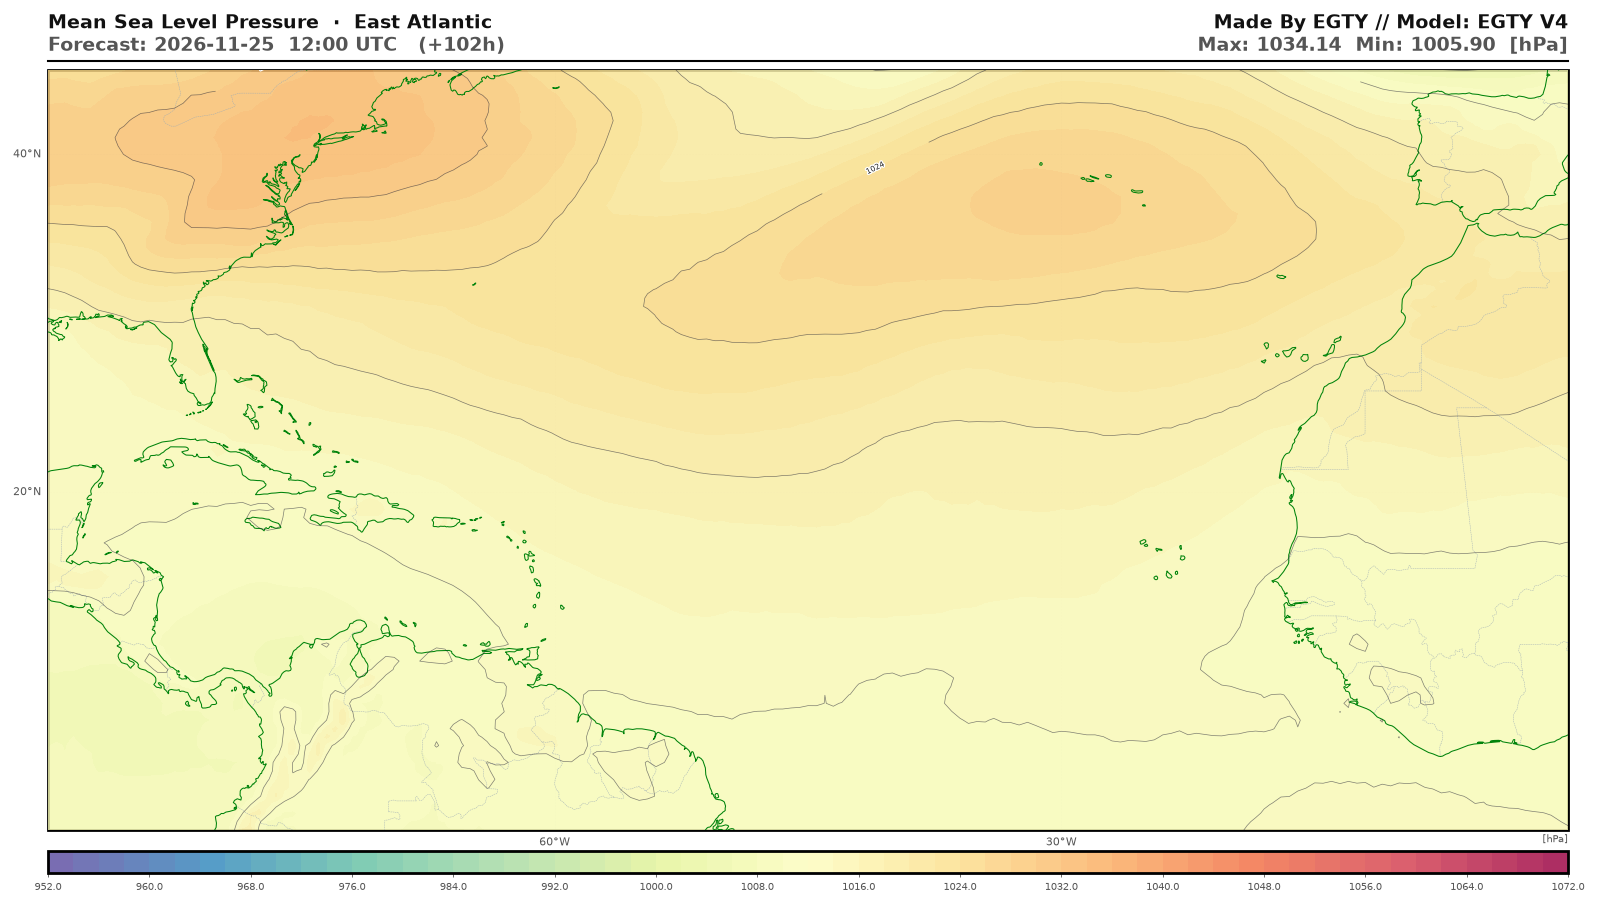 Mean Sea Level Pressure · East Atlantic
Made By EGTY // Model: EGTY V4
Forecast: 2026-11-25 12:00 UTC (+102h)
Max: 1034.14 Min: 1005.90 [hPa]
40°N
1024
20°N
60°W
30°W
[hPa]
952.0 960.0 968.0 976.0 984.0 992.0 1000.0 1008.0 1016.0 1024.0 1032.0 1040.0 1048.0 1056.0 1064.0 1072.0